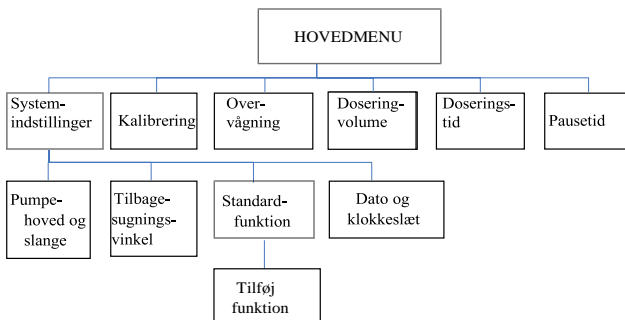 HOVEDMENU
System-
indstillinger
Kalibrering
Over-
vågning
Dosering-
volume
Doserings-
tid
Pausetid
Pumpe-
hoved og
slange
Tilbage-
sugnings-
vinkel
Standard-
funktion
Dato og
klokkeslæt
Tilføj
funktion